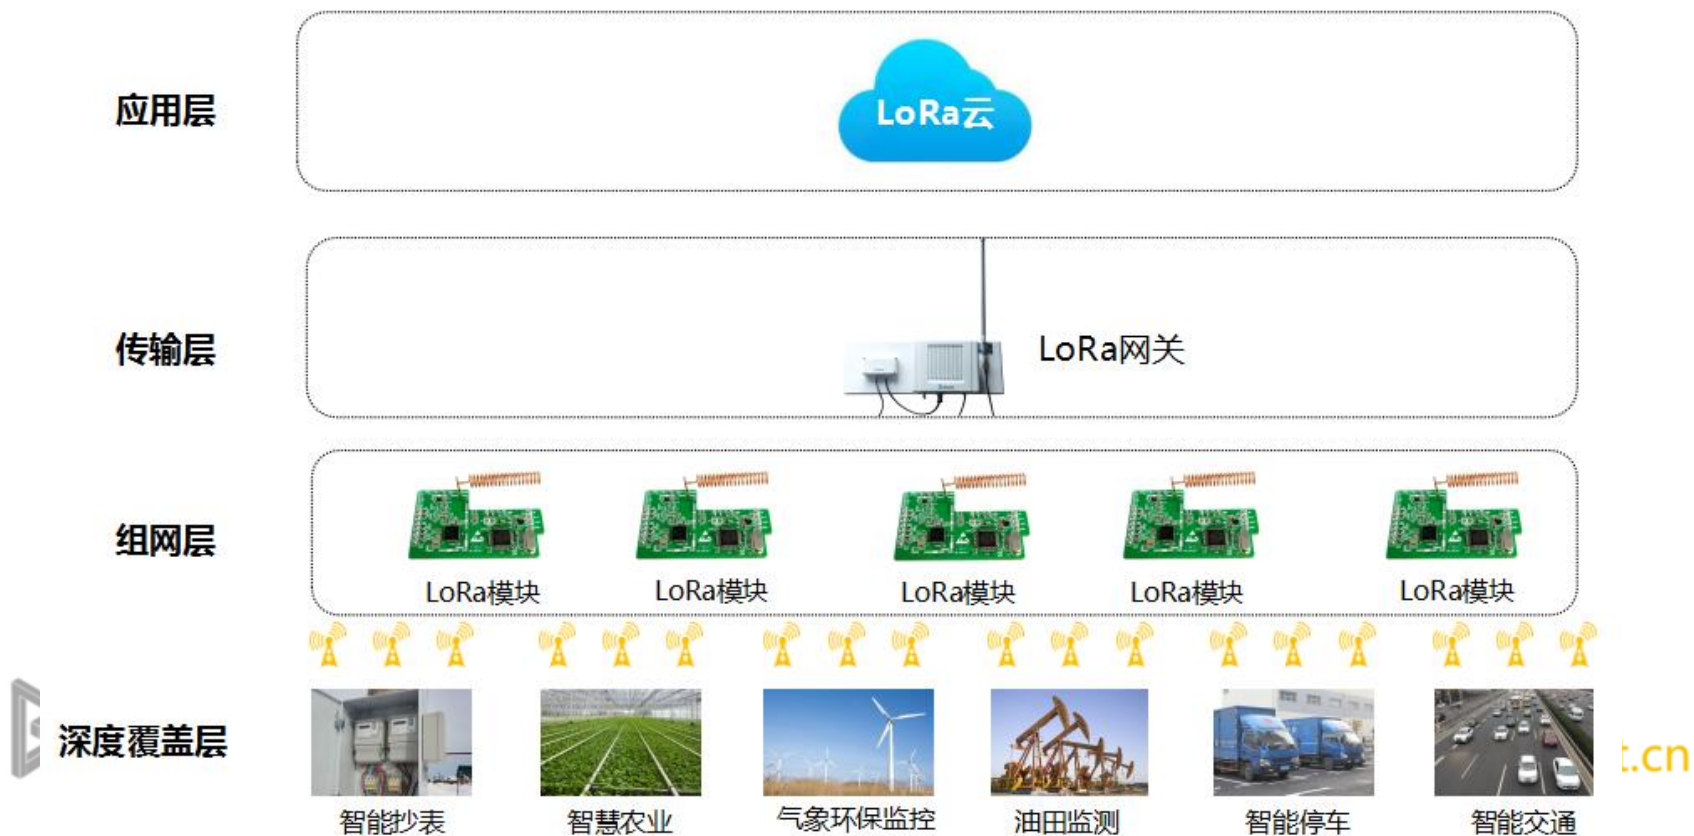 应用层
LoRa云
传输层
LoRa网关
组网层
LoRa模块 LoRa模块 LoRa模块 LoRa模块 LoRa模块
深度覆盖层
t.cn
智能抄表 智慧农业 气象环保监控 油田监测 智能停车 智能交通